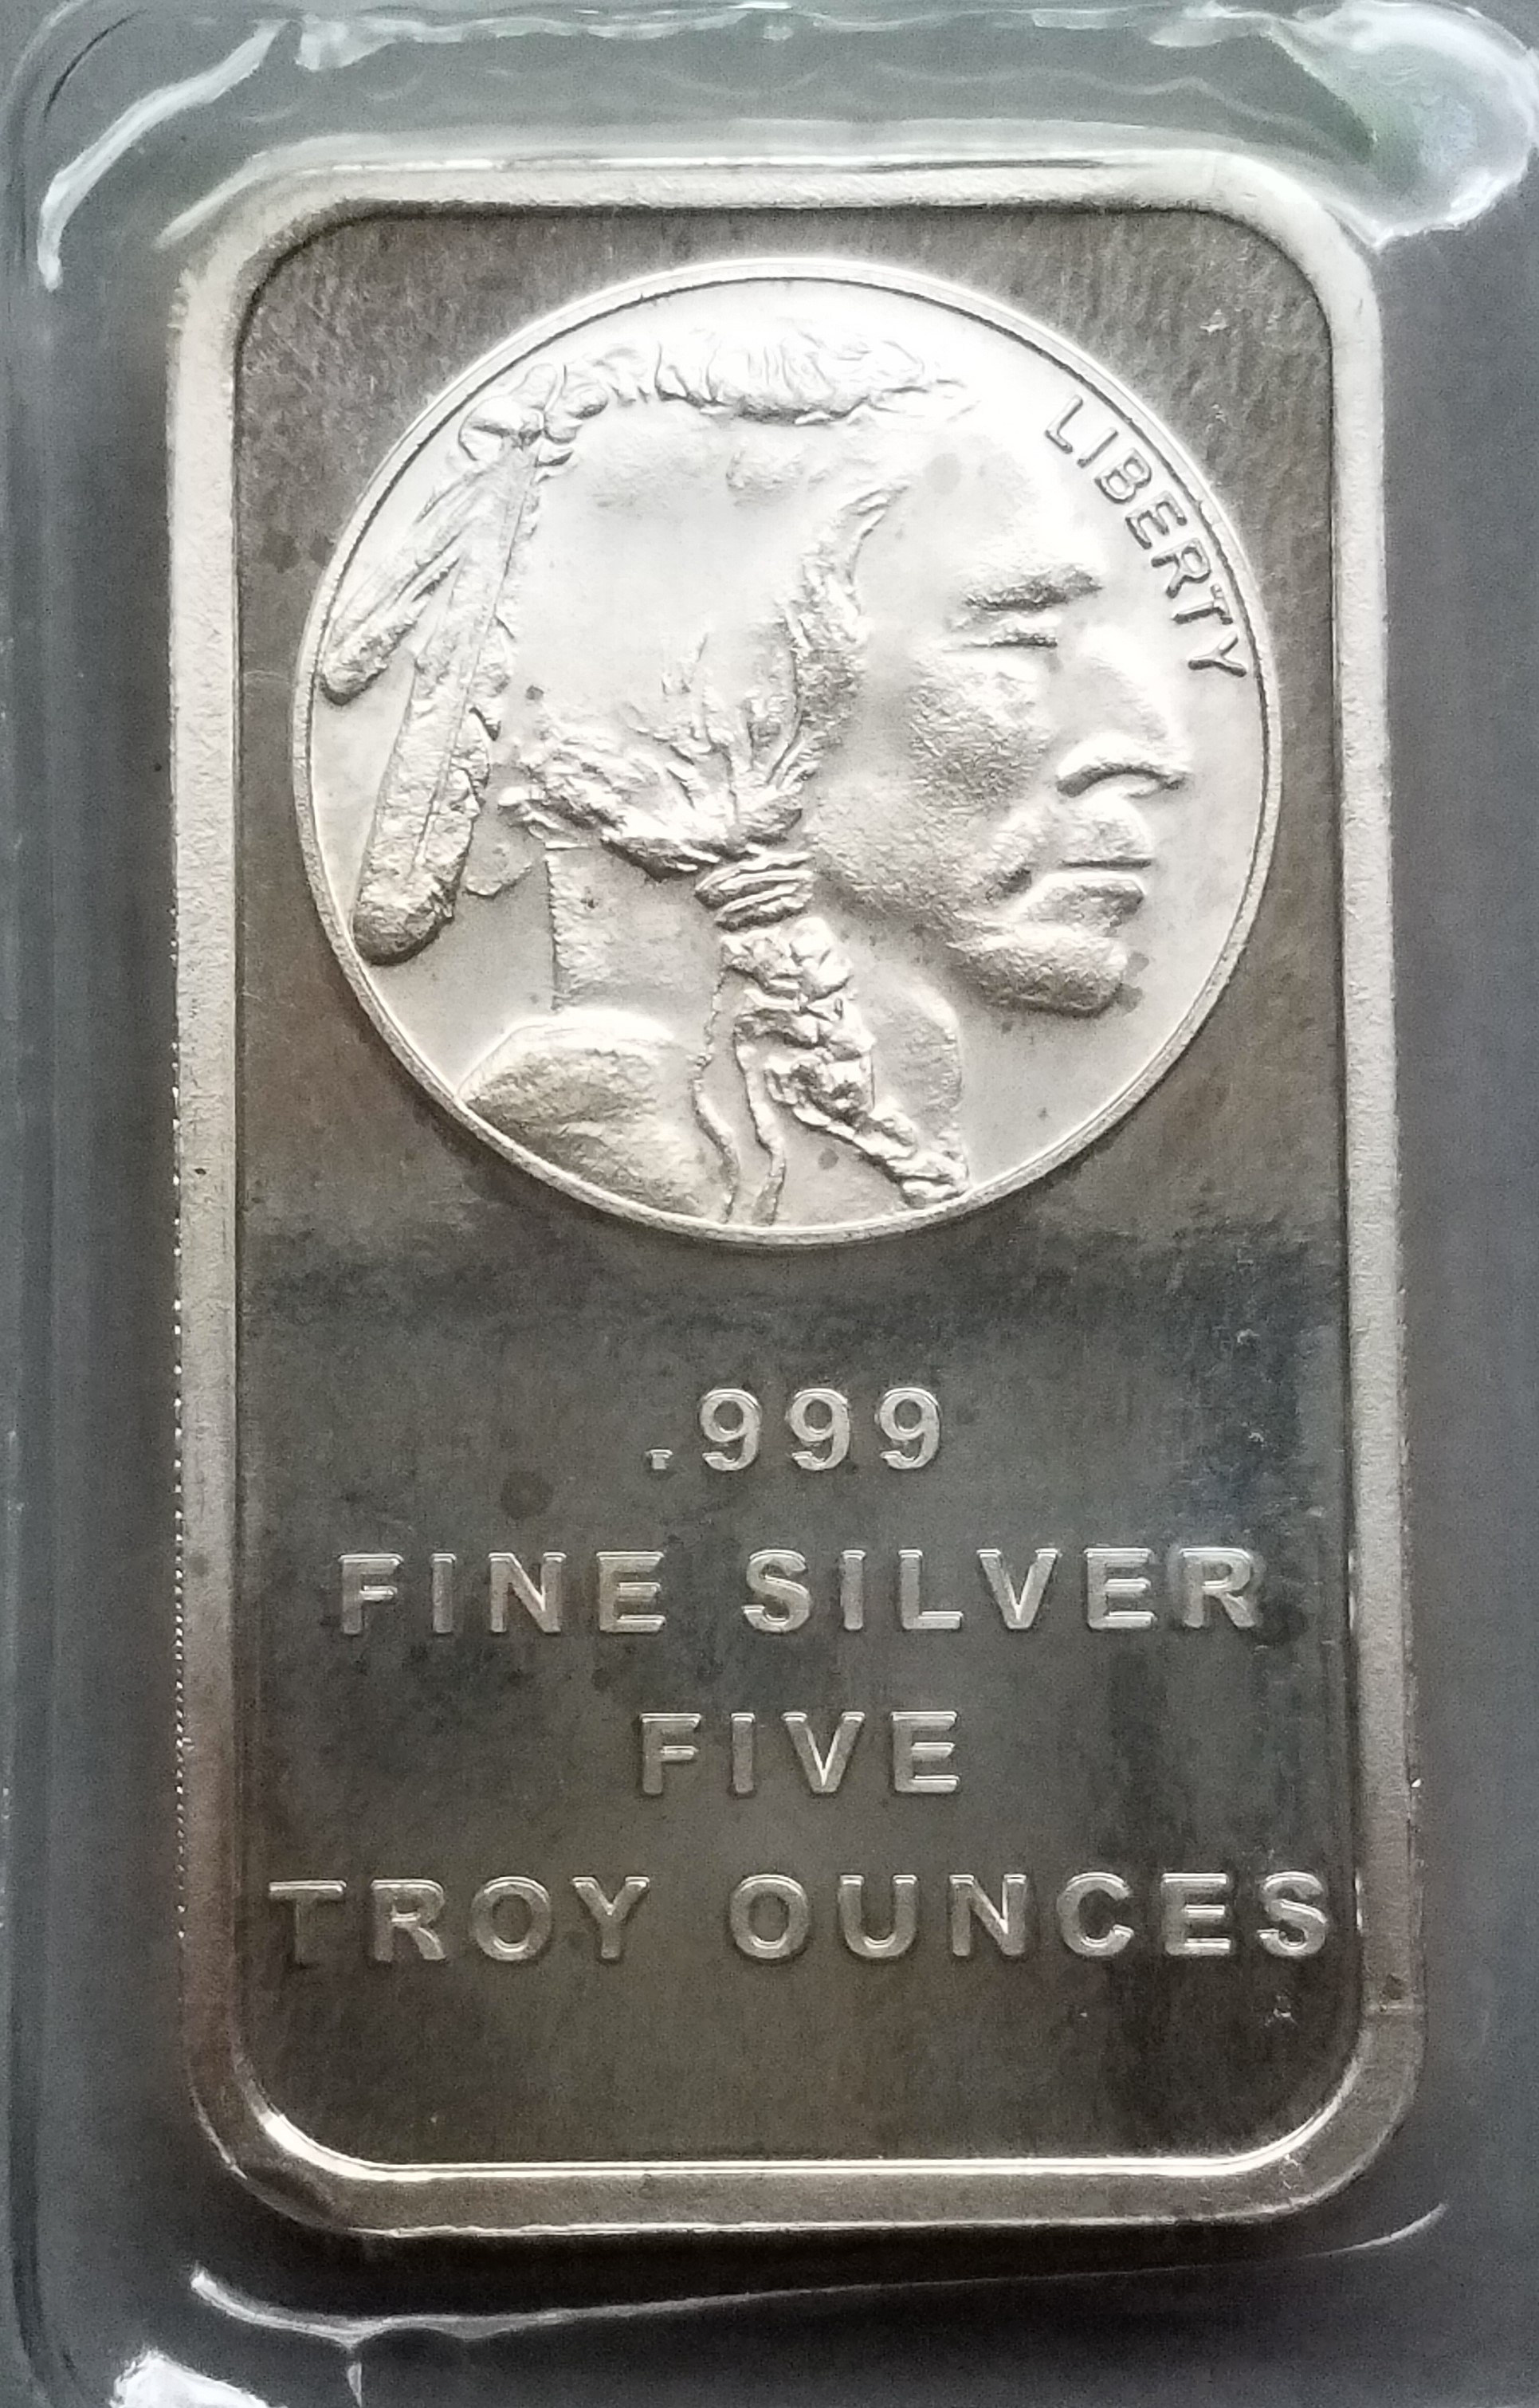 LIBERTY
.999
FINE SILVER
FIVE
TROY OUNCES